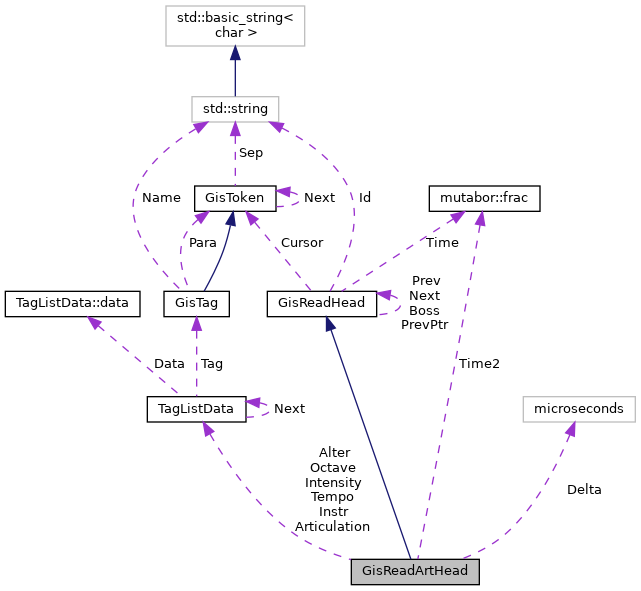 std::basic_string<
char >
std::string
Sep
Name
GisToken
Next
Id
mutabor::frac
Para
Cursor
Time
Prev
Next
Boss
PrevPtr
TagListData::data
GisTag
GisReadHead
Data
Tag
Time2
TagListData
Next
microseconds
Alter
Octave
Intensity
Tempo
Instr
Articulation
Delta
GisReadArtHead